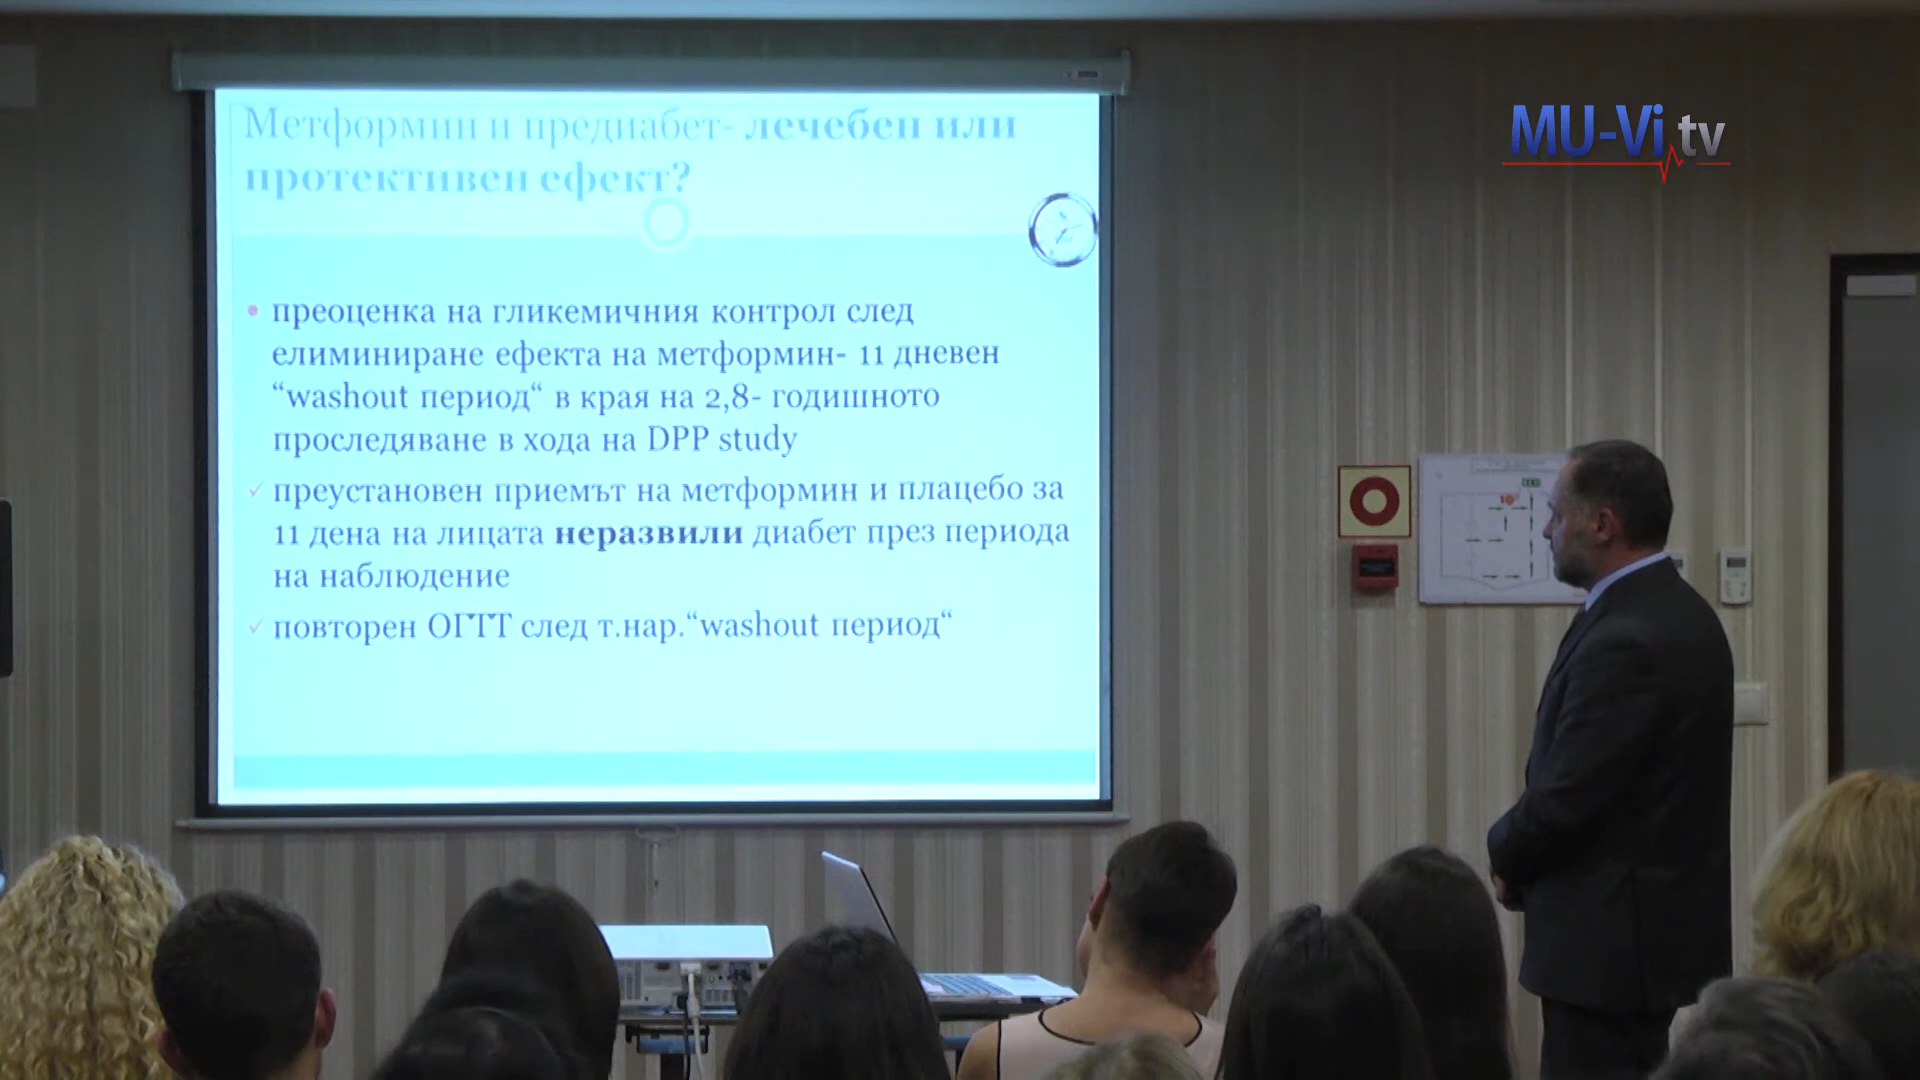 MU-Vi.tv
Метформин и предиабет- лечебен или
протективен ефект?
преоценка на гликемичния контрол след
елиминиране ефекта на метформин- 11 дневен
“washout период“ в края на 2,8- годишното
проследяване в хода на DPP study
преустановен приемът на метформин и плацебо за
11 дена на лицата неразвили диабет през периода
на наблюдение
повторен ОГТТ след т.нар.“washout период“